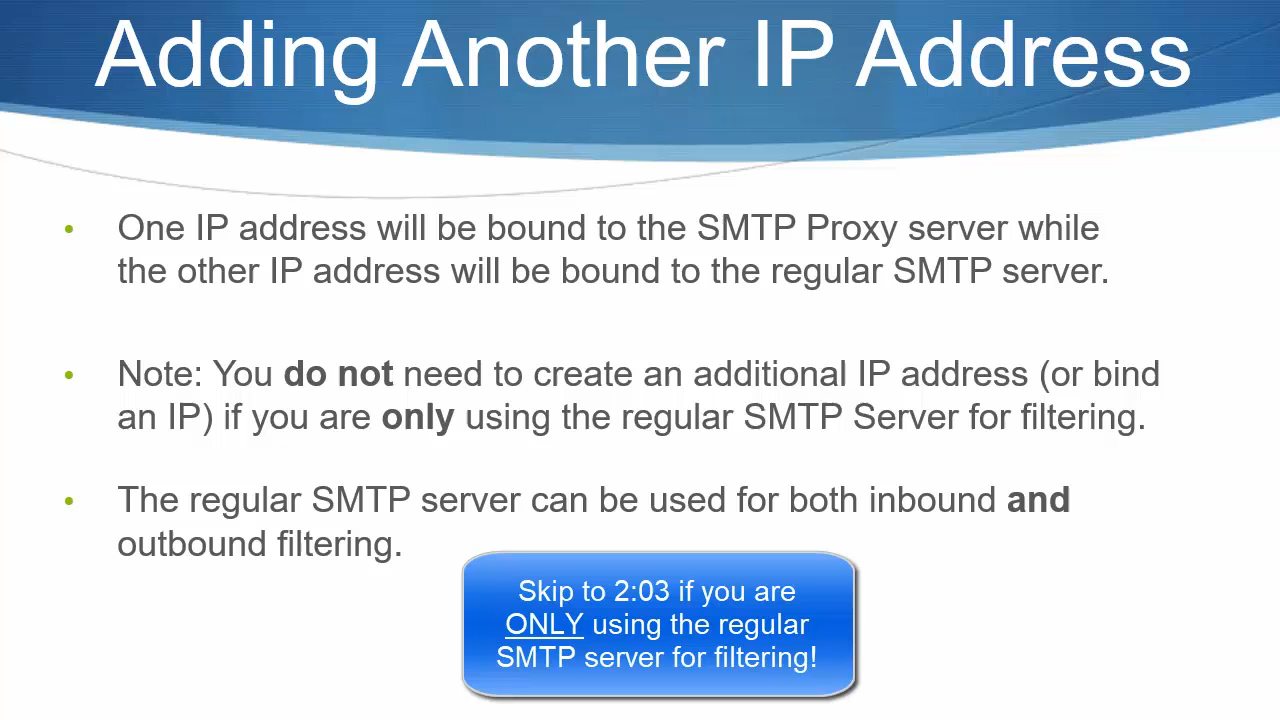 Adding Another IP Address
• One IP address will be bound to the SMTP Proxy server while
the other IP address will be bound to the regular SMTP server.
• Note: You do not need to create an additional IP address (or bind
an IP) if you are only using the regular SMTP Server for filtering.
• The regular SMTP server can be used for both inbound and
outbound filtering.
Skip to 2:03 if you are
ONLY using the regular
SMTP server for filtering!